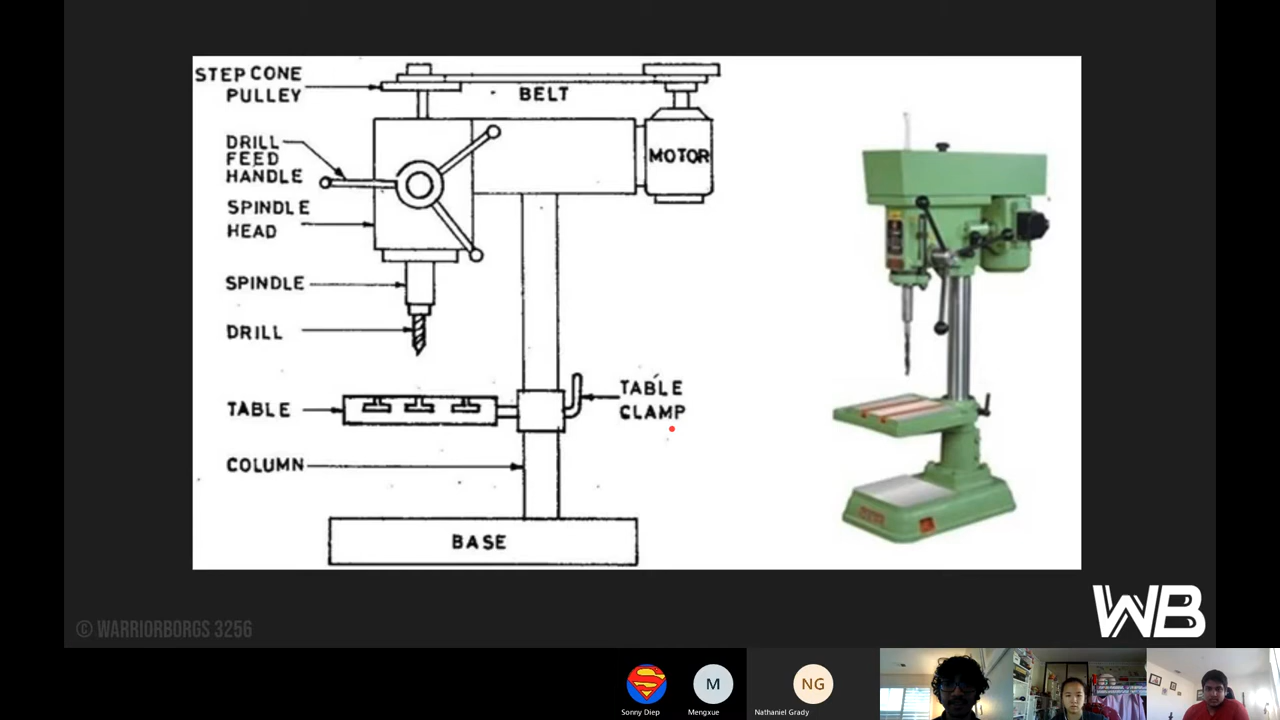 STEP CONE
PULLEY
BELT
DRILL
FEED
HANDLE
MOTOR
SPINDLE
HEAD
SPINDLE
DRILL
TABLE
TABLE
CLAMP
COLUMN
BASE
© WARRIORBORGS 3256
WB
M
NG
Sonny Diep
Mengxue
Nathaniel Grady